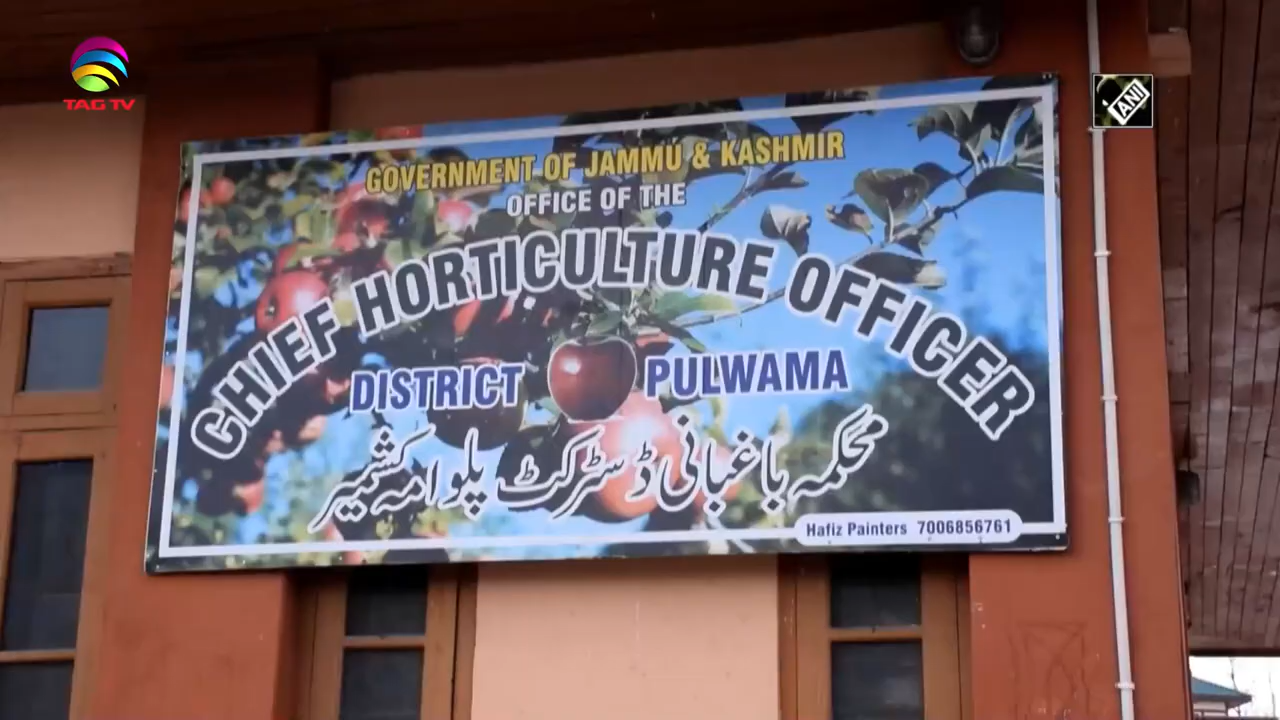 TAG TV
ANI
GOVERNMENT OF JAMMU & KASHMIR
OFFICE OF THE
CHIEF HORTICULTURE OFFICER
DISTRICT PULWAMA
محکمہ باغبانی ڈسٹرکٹ پلوامہ کشمیر
Hafiz Painters 7006856761